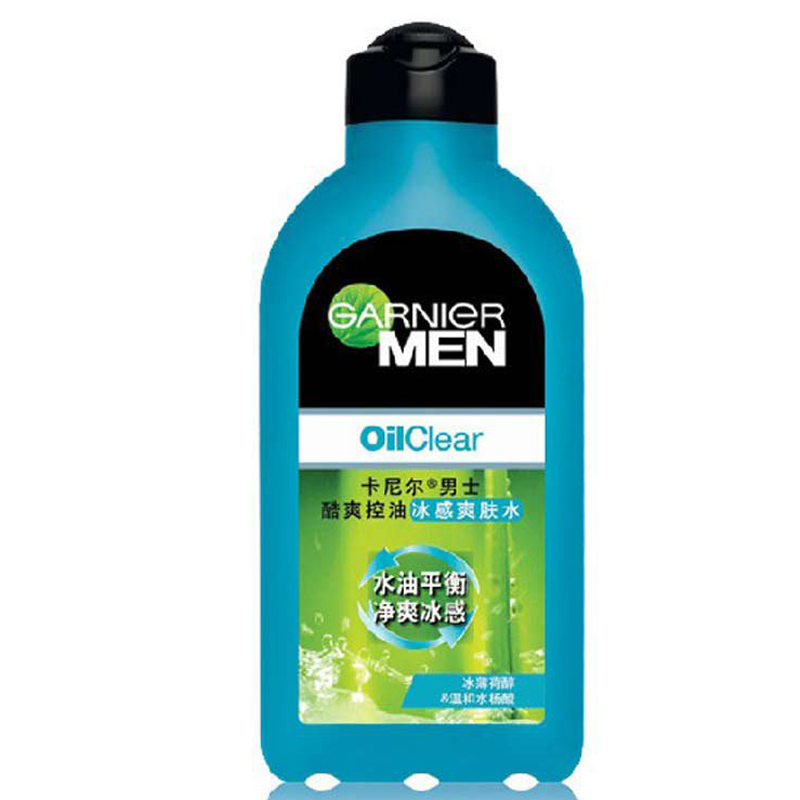 GARNIER
MEN
OilClear
卡尼尔®男士
酷爽控油冰感爽肤水
水油平衡
净爽冰感
冰薄荷醇
&温和水杨酸